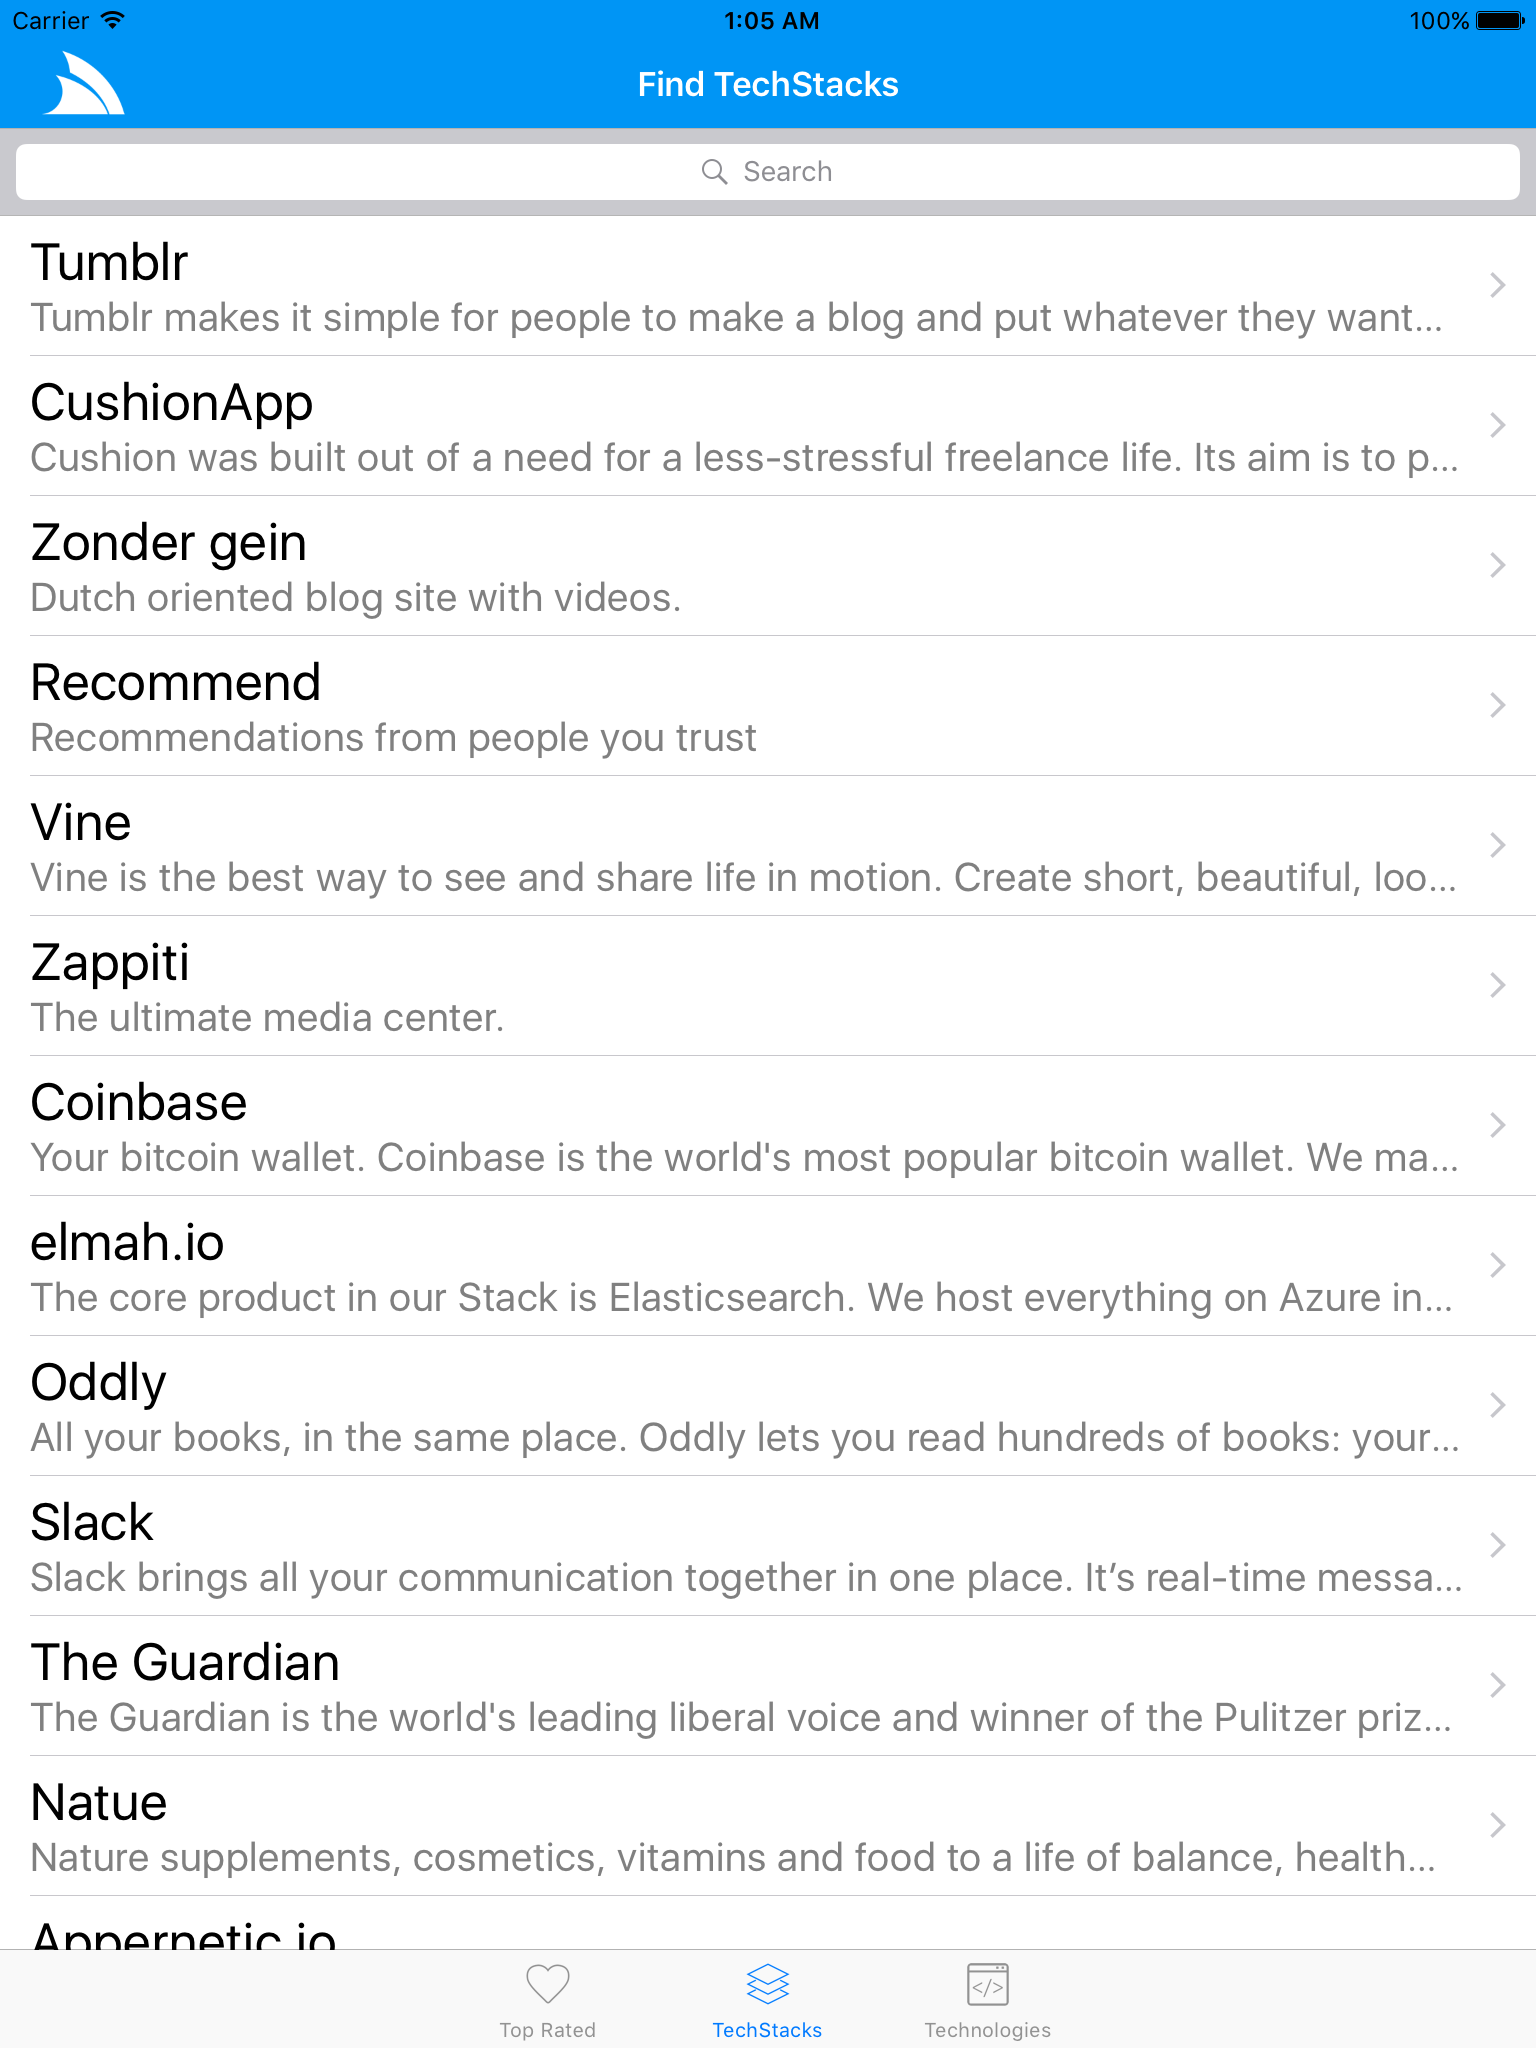 Carrier 1:05 AM 100%
Find TechStacks
Search
Tumblr
Tumblr makes it simple for people to make a blog and put whatever they want...
CushionApp
Cushion was built out of a need for a less-stressful freelance life. Its aim is to p...
Zonder gein
Dutch oriented blog site with videos.
Recommend
Recommendations from people you trust
Vine
Vine is the best way to see and share life in motion. Create short, beautiful, loo...
Zappiti
The ultimate media center.
Coinbase
Your bitcoin wallet. Coinbase is the world's most popular bitcoin wallet. We ma...
elmah.io
The core product in our Stack is Elasticsearch. We host everything on Azure in...
Oddly
All your books, in the same place. Oddly lets you read hundreds of books: your...
Slack
Slack brings all your communication together in one place. It’s real-time messa...
The Guardian
The Guardian is the world's leading liberal voice and winner of the Pulitzer priz...
Natue
Nature supplements, cosmetics, vitamins and food to a life of balance, health...
Appernetic.io
</>
Top Rated TechStacks Technologies